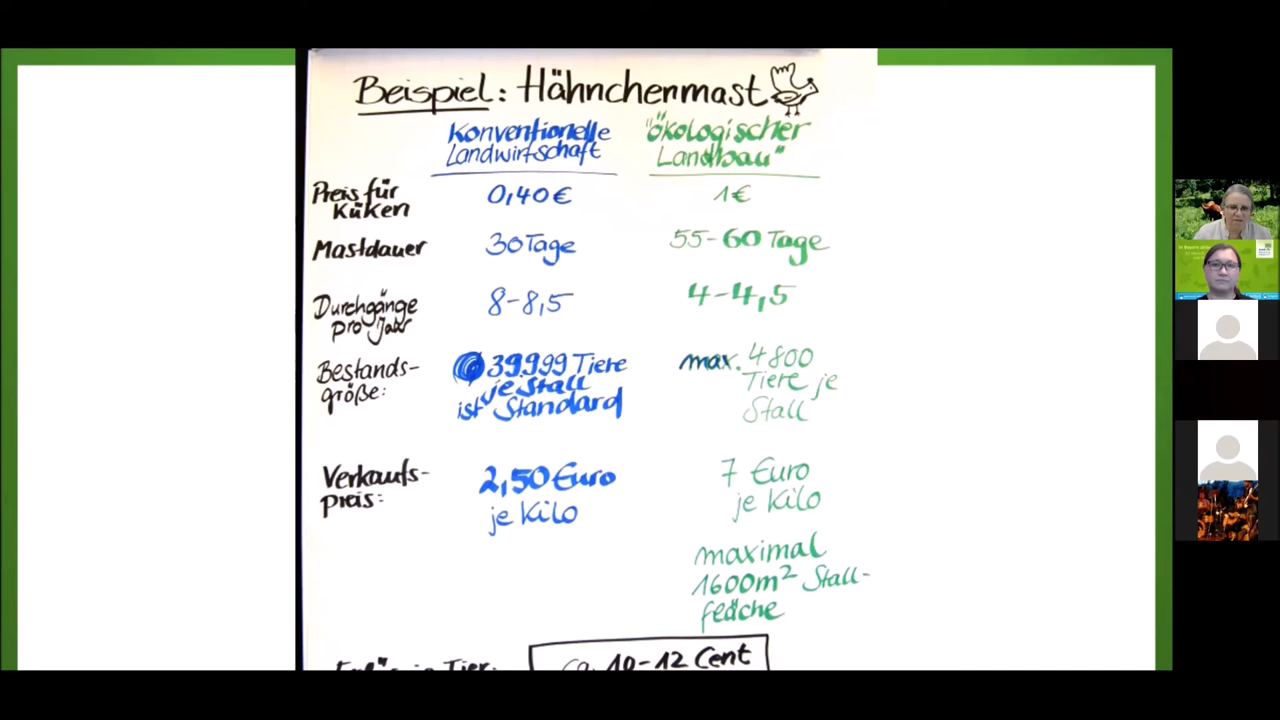 Beispiel: Hähnchenmast
Konventionelle
Landwirtschaft
"ökologischer
Landbau"
Preis für
Küken
0,40€
1€
Mastdauer
30 Tage
55-60 Tage
Durchgänge
pro Jahr
8-8,5
4-4,5
Bestands-
größe:
39.999 Tiere
je Stall
ist Standard
max. 4800
Tiere je
Stall
Verkaufs-
preis:
2,50 Euro
je Kilo
7 Euro
je Kilo
maximal
1600m² Stall-
fläche
Tier:
ca. 10-12 Cent